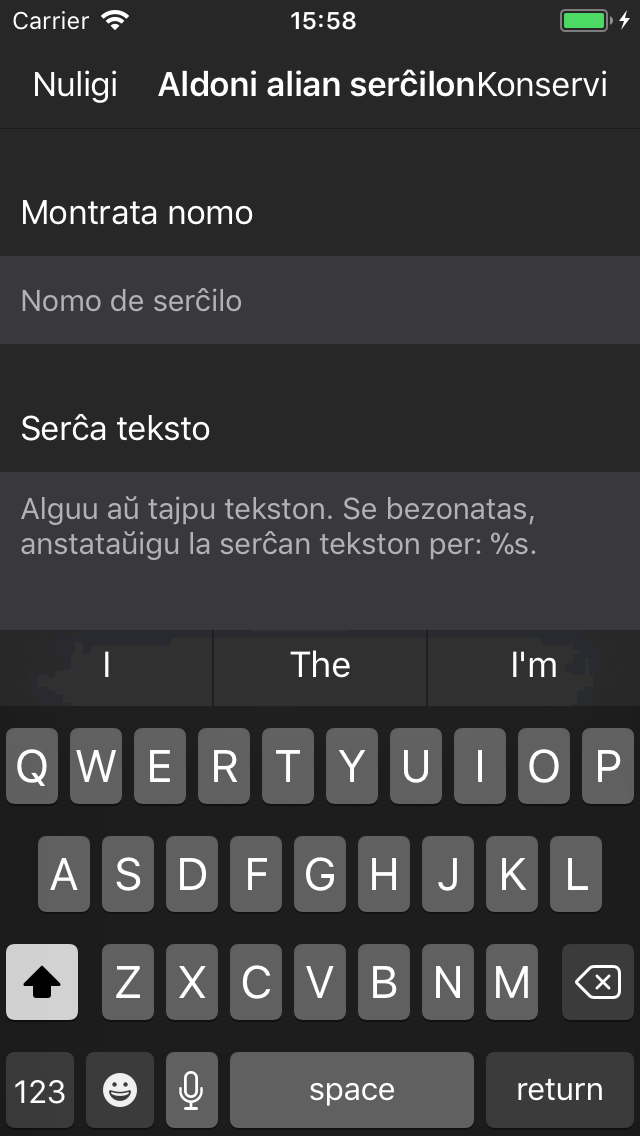 Carrier 15:58
Nuligi Aldoni alian serĉilon Konservi
Montrata nomo
Nomo de serĉilo
Serĉa teksto
Alguu aŭ tajpu tekston. Se bezonatas,
anstataŭigu la serĉan tekston per: %s.
I The I'm
Q W E R T Y U I O P
A S D F G H J K L
Z X C V B N M
123 space return